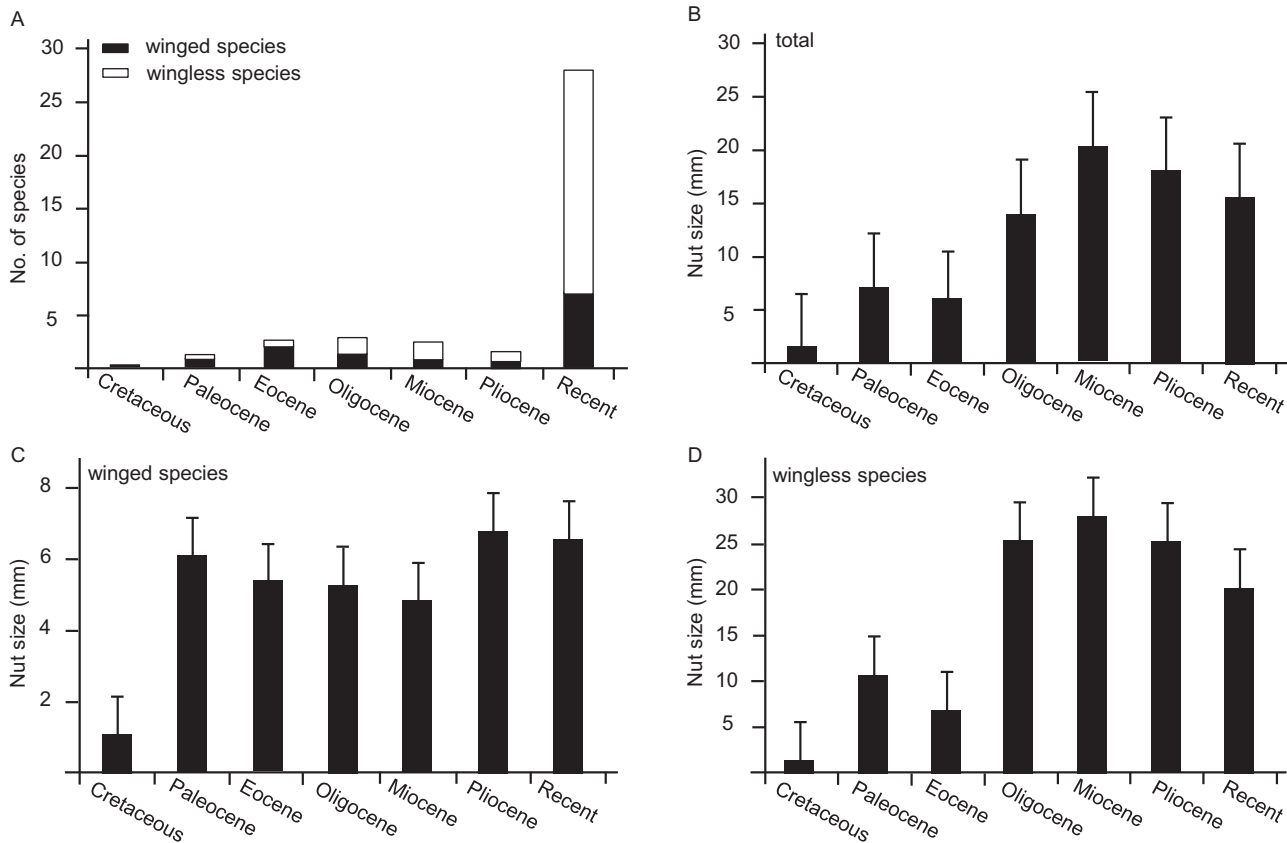 A
No. of species
30
25
20
15
10
5
winged species
wingless species
Cretaceous
Paleocene
Eocene
Oligocene
Miocene
Pliocene
Recent
B
total
Nut size (mm)
30
25
20
15
10
5
Cretaceous
Paleocene
Eocene
Oligocene
Miocene
Pliocene
Recent
C
winged species
Nut size (mm)
8
6
4
2
Cretaceous
Paleocene
Eocene
Oligocene
Miocene
Pliocene
Recent
D
wingless species
Nut size (mm)
30
25
20
15
10
5
Cretaceous
Paleocene
Eocene
Oligocene
Miocene
Pliocene
Recent